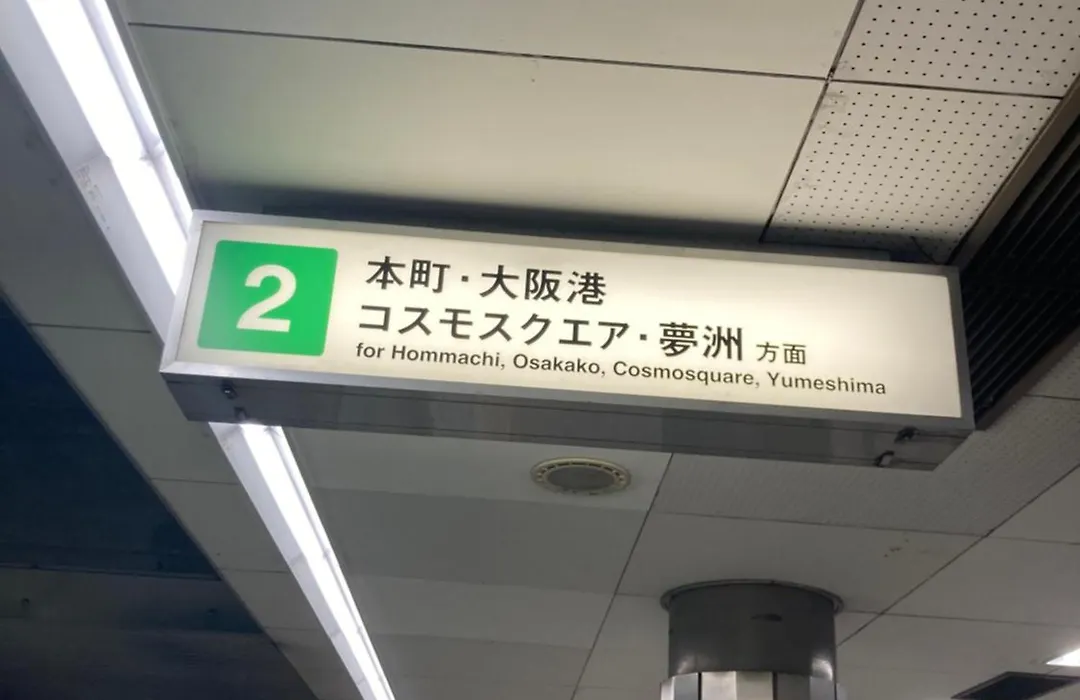 2
本町・大阪港
コスモスクエア・夢洲 方面
for Hommachi, Osakako, Cosmosquare, Yumeshima